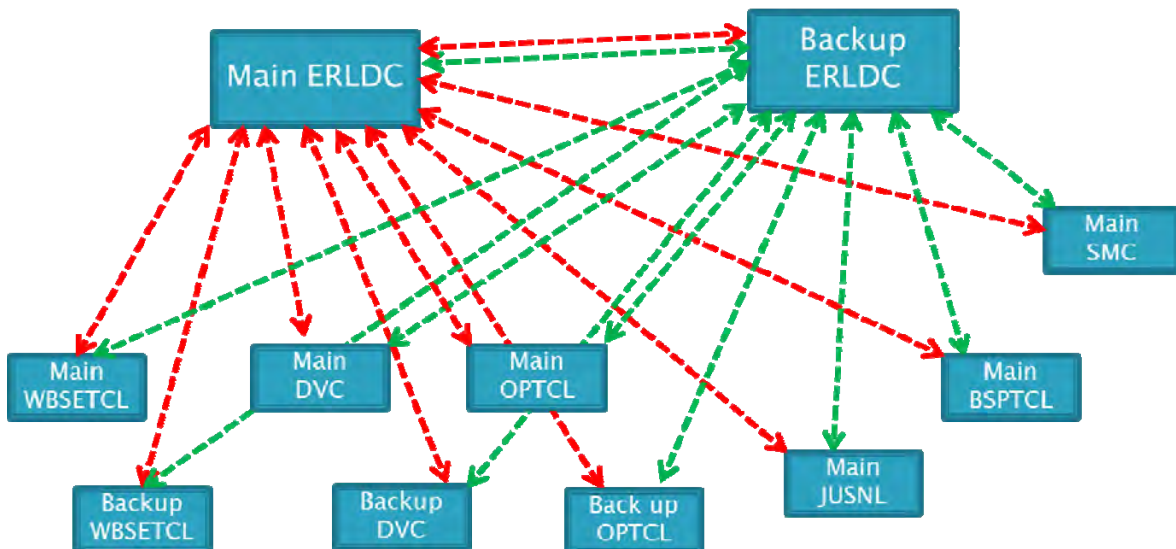 Main ERLDC
Backup
ERLDC
Main
SMC
Main
WBSETCL
Main
DVC
Main
OPTCL
Main
BSPTCL
Backup
WBSETCL
Backup
DVC
Back up
OPTCL
Main
JUSNL